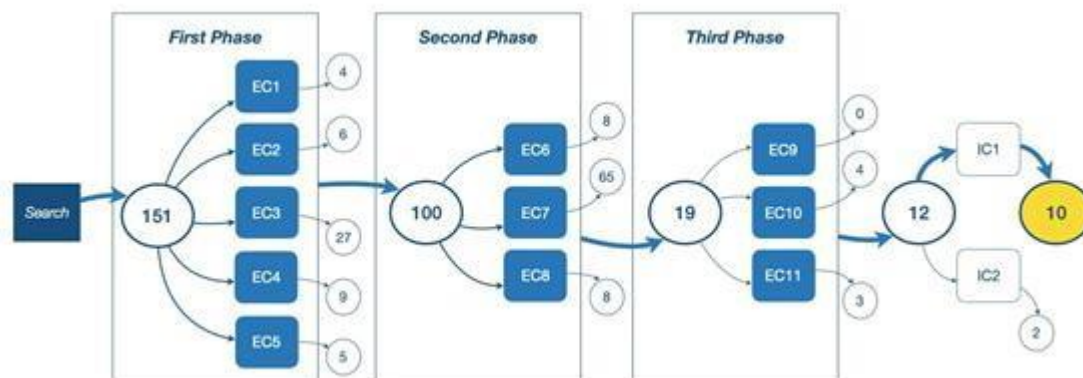 First Phase
Second Phase
Third Phase
Search
151
EC1
4
EC2
6
EC3
27
EC4
9
EC5
5
100
EC6
8
EC7
65
EC8
8
19
EC9
0
EC10
4
EC11
3
12
IC1
10
IC2
2